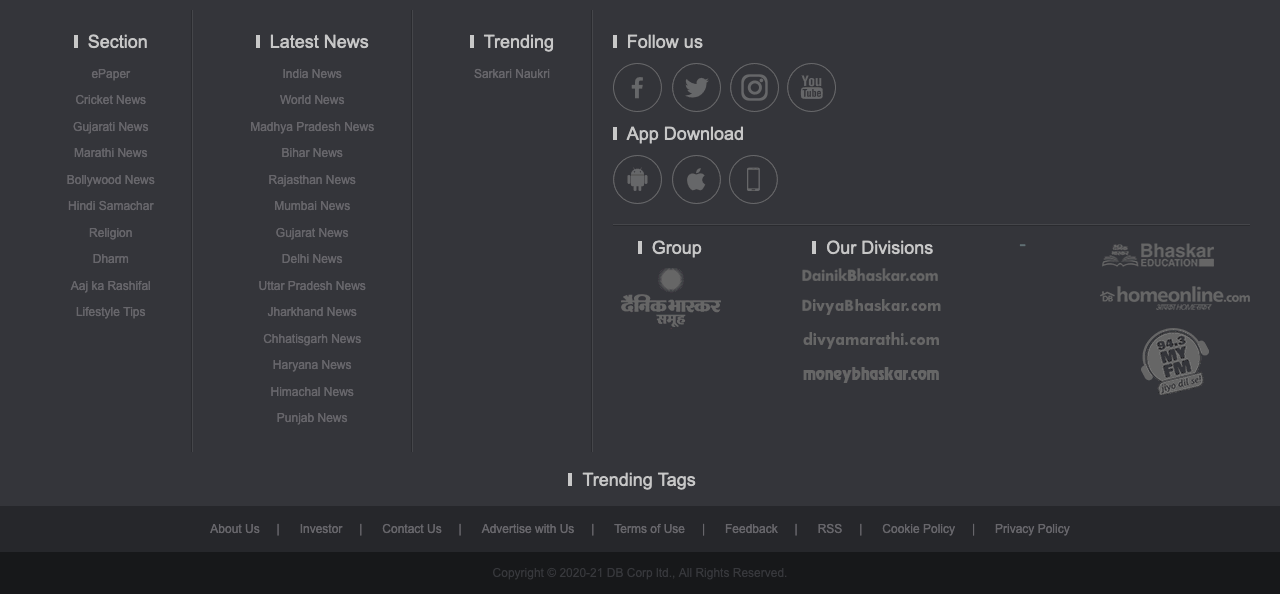 Section
ePaper
Cricket News
Gujarati News
Marathi News
Bollywood News
Hindi Samachar
Religion
Dharm
Aaj ka Rashifal
Lifestyle Tips
Latest News
India News
World News
Madhya Pradesh News
Bihar News
Rajasthan News
Mumbai News
Gujarat News
Delhi News
Uttar Pradesh News
Jharkhand News
Chhatisgarh News
Haryana News
Himachal News
Punjab News
Trending
Sarkari Naukri
Follow us
You
Tube
App Download
Group
दैनिक भास्कर
समूह
Our Divisions
DainikBhaskar.com
DivyaBhaskar.com
divyamarathi.com
moneybhaskar.com
-
Bhaskar
EDUCATION
homeonline.com
94.3
MY
FM
jiyo dil se!
Trending Tags
About Us | Investor | Contact Us | Advertise with Us | Terms of Use | Feedback | RSS | Cookie Policy | Privacy Policy
Copyright © 2020-21 DB Corp ltd., All Rights Reserved.